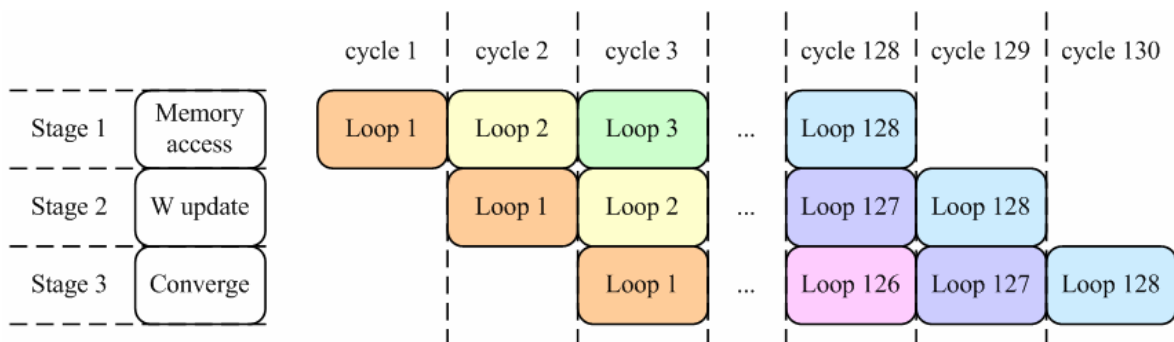 cycle 1 cycle 2 cycle 3 cycle 128 cycle 129 cycle 130
Stage 1 Memory access Loop 1 Loop 2 Loop 3 ... Loop 128
Stage 2 W update Loop 1 Loop 2 ... Loop 127 Loop 128
Stage 3 Converge Loop 1 ... Loop 126 Loop 127 Loop 128